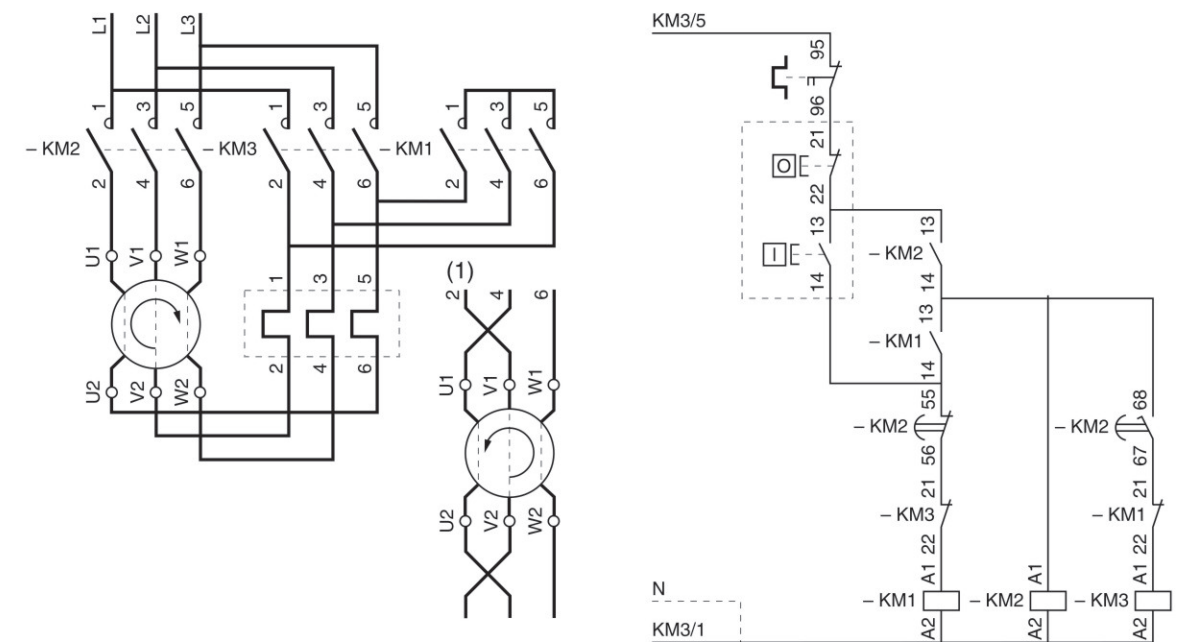 L1 L2 L3
1 3 5 1 3 5 1 3 5
– KM2 – KM3 – KM1
2 4 6 2 4 6 2 4 6
U1 V1 W1
1 3 5
(1)
2 4 6
2 4 6
U1 V1 W1
U2 V2 W2
U2 V2 W2
KM3/5
95
96
21
O
22
13 13
I – KM2
14 14
13
– KM1
14
55 68
– KM2 – KM2
56 67
21 21
– KM3 – KM1
22 22
A1 A1 A1
– KM1 – KM2 – KM3
A2 A2 A2
N
KM3/1